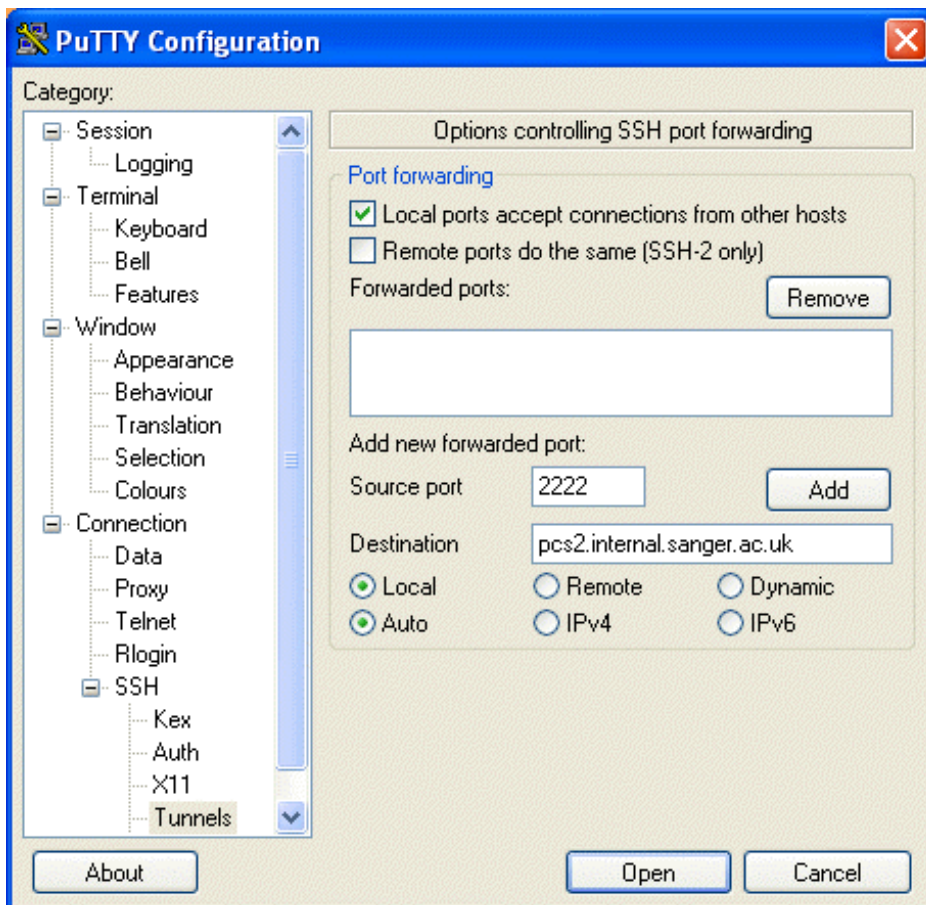 PuTTY Configuration
Category:
Session
Logging
Terminal
Keyboard
Bell
Features
Window
Appearance
Behaviour
Translation
Selection
Colours
Connection
Data
Proxy
Telnet
Rlogin
SSH
Kex
Auth
X11
Tunnels
Options controlling SSH port forwarding
Port forwarding
Local ports accept connections from other hosts
Remote ports do the same (SSH-2 only)
Forwarded ports:
Remove
Add new forwarded port:
Source port 2222 Add
Destination pcs2.internal.sanger.ac.uk
Local Remote Dynamic
Auto IPv4 IPv6
About Open Cancel